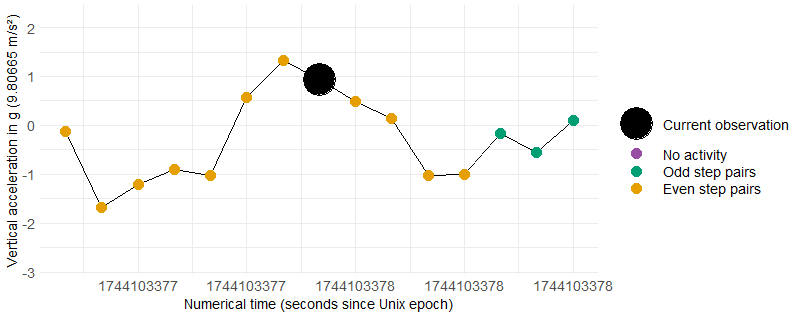 Vertical acceleration in g (9.80665 m/s²)
2
1
0
-1
-2
-3
1744103377 1744103377 1744103378 1744103378 1744103378
Numerical time (seconds since Unix epoch)
Current observation
No activity
Odd step pairs
Even step pairs